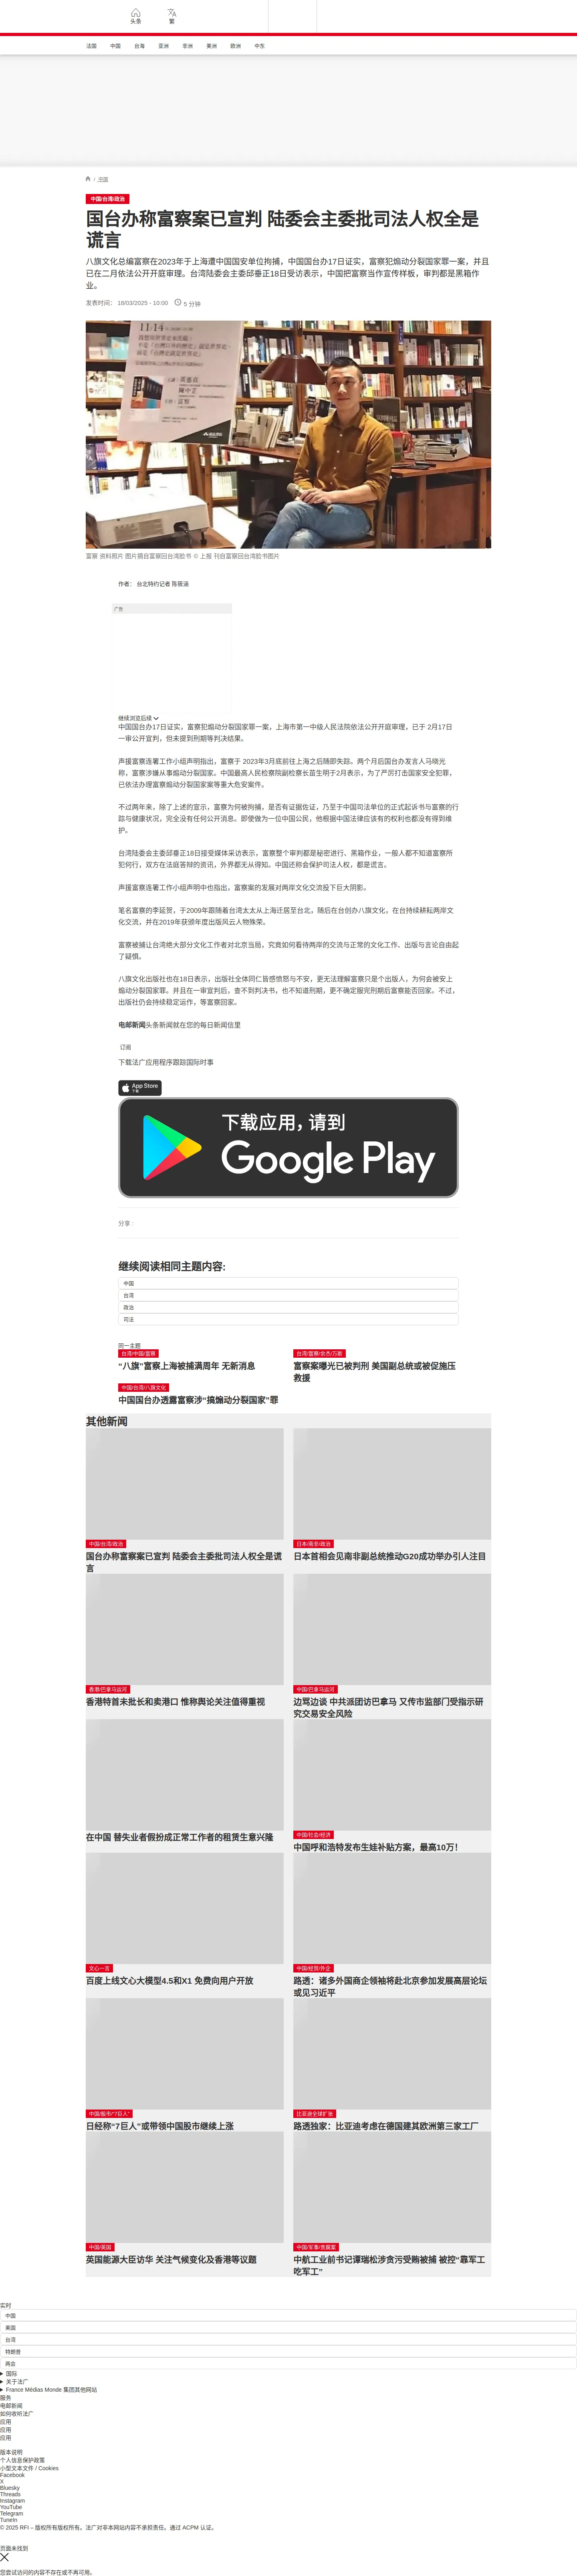 头条
繁
法国 中国 台海 亚洲 非洲 美洲 欧洲 中东
/ 中国
中国/台湾/政治
国台办称富察案已宣判 陆委会主委批司法人权全是
谎言
八旗文化总编富察在2023年于上海遭中国国安单位拘捕，中国国台办17日证实，富察犯煽动分裂国家罪一案，并且
已在二月依法公开开庭审理。台湾陆委会主委邱垂正18日受访表示，中国把富察当作宣传样板，审判都是黑箱作
业。
发表时间： 18/03/2025 - 10:00 5 分钟
富察 资料照片 图片摘自富察回台湾脸书 © 上报 刊自富察回台湾脸书图片
作者： 台北特约记者 陈筱涵
广告
继续浏览后续
中国国台办17日证实，富察犯煽动分裂国家罪一案，上海市第一中级人民法院依法公开开庭审理，已于 2月17日
一审公开宣判，但未提到刑期等判决结果。
声援富察连署工作小组声明指出，富察于 2023年3月底前往上海之后随即失踪。两个月后国台办发言人马晓光
称，富察涉嫌从事煽动分裂国家。中国最高人民检察院副检察长苗生明于2月表示，为了严厉打击国家安全犯罪，
已依法办理富察煽动分裂国家案等重大危安案件。
不过两年来，除了上述的宣示，富察为何被拘捕，是否有证据佐证，乃至于中国司法单位的正式起诉书与富察的行
踪与健康状况，完全没有任何公开消息。即使做为一位中国公民，他根据中国法律应该有的权利也都没有得到维
护。
台湾陆委会主委邱垂正18日接受媒体采访表示，富察整个审判都是秘密进行、黑箱作业，一般人都不知道富察所
犯何行，双方在法庭答辩的资讯，外界都无从得知。中国还称会保护司法人权，都是谎言。
声援富察连署工作小组声明中也指出，富察案的发展对两岸文化交流投下巨大阴影。
笔名富察的李延贺，于2009年跟随着台湾太太从上海迁居至台北，随后在台创办八旗文化，在台持续耕耘两岸文
化交流，并在2019年获颁年度出版风云人物殊荣。
富察被捕让台湾绝大部分文化工作者对北京当局，究竟如何看待两岸的交流与正常的文化工作、出版与言论自由起
了疑惧。
八旗文化出版社也在18日表示，出版社全体同仁皆感愤怒与不安，更无法理解富察只是个出版人，为何会被安上
煽动分裂国家罪。并且在一审宣判后，查不到判决书，也不知道刑期，更不确定服完刑期后富察能否回家。不过，
出版社仍会持续稳定运作，等富察回家。
电邮新闻头条新闻就在您的每日新闻信里
订阅
下载法广应用程序跟踪国际时事
App Store
下载
下载应用，请到
Google Play
分享 :
继续阅读相同主题内容:
中国
台湾
政治
司法
同一主题
台湾/中国/富察
“八旗”富察上海被捕满周年 无新消息
台湾/富察/余杰/万斯
富察案曝光已被判刑 美国副总统或被促施压
救援
中国/台湾/八旗文化
中国国台办透露富察涉“搞煽动分裂国家”罪
其他新闻
中国/台湾/政治
国台办称富察案已宣判 陆委会主委批司法人权全是谎
言
日本/南非/政治
日本首相会见南非副总统推动G20成功举办引人注目
香港/巴拿马运河
香港特首未批长和卖港口 惟称舆论关注值得重视
中国/巴拿马运河
边骂边谈 中共派团访巴拿马 又传市监部门受指示研
究交易安全风险
在中国 替失业者假扮成正常工作者的租赁生意兴隆
中国/社会/经济
中国呼和浩特发布生娃补贴方案，最高10万！
文心一言
百度上线文心大模型4.5和X1 免费向用户开放
中国/经贸/外企
路透：诸多外国商企领袖将赴北京参加发展高层论坛
或见习近平
中国/股市/“7巨人”
日经称“7巨人”或带领中国股市继续上涨
比亚迪全球扩张
路透独家：比亚迪考虑在德国建其欧洲第三家工厂
中国/英国
英国能源大臣访华 关注气候变化及香港等议题
中国/军事/贪腐案
中航工业前书记谭瑞松涉贪污受贿被捕 被控“靠军工
吃军工”
实时
中国
美国
台湾
特朗普
两会
国际
关于法广
France Médias Monde 集团其他网站
服务
电邮新闻
如何收听法广
应用
应用
应用
版本说明
个人信息保护政策
小型文本文件 / Cookies
Facebook
X
Bluesky
Threads
Instagram
YouTube
Telegram
TuneIn
© 2025 RFI – 版权所有版权所有。法广对非本网站内容不承担责任。通过 ACPM 认证。
页面未找到
您尝试访问的内容不存在或不再可用。